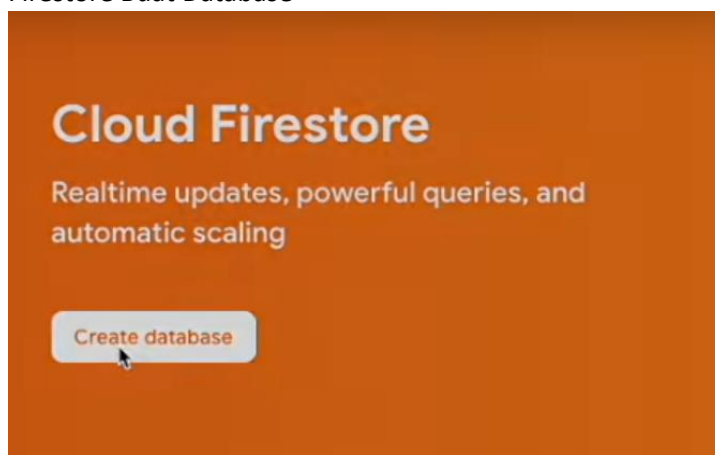 Cloud Firestore
Realtime updates, powerful queries, and
automatic scaling
Create database